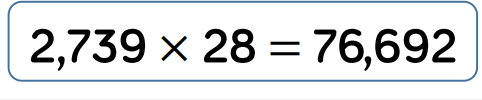 2,739 × 28 = 76,692